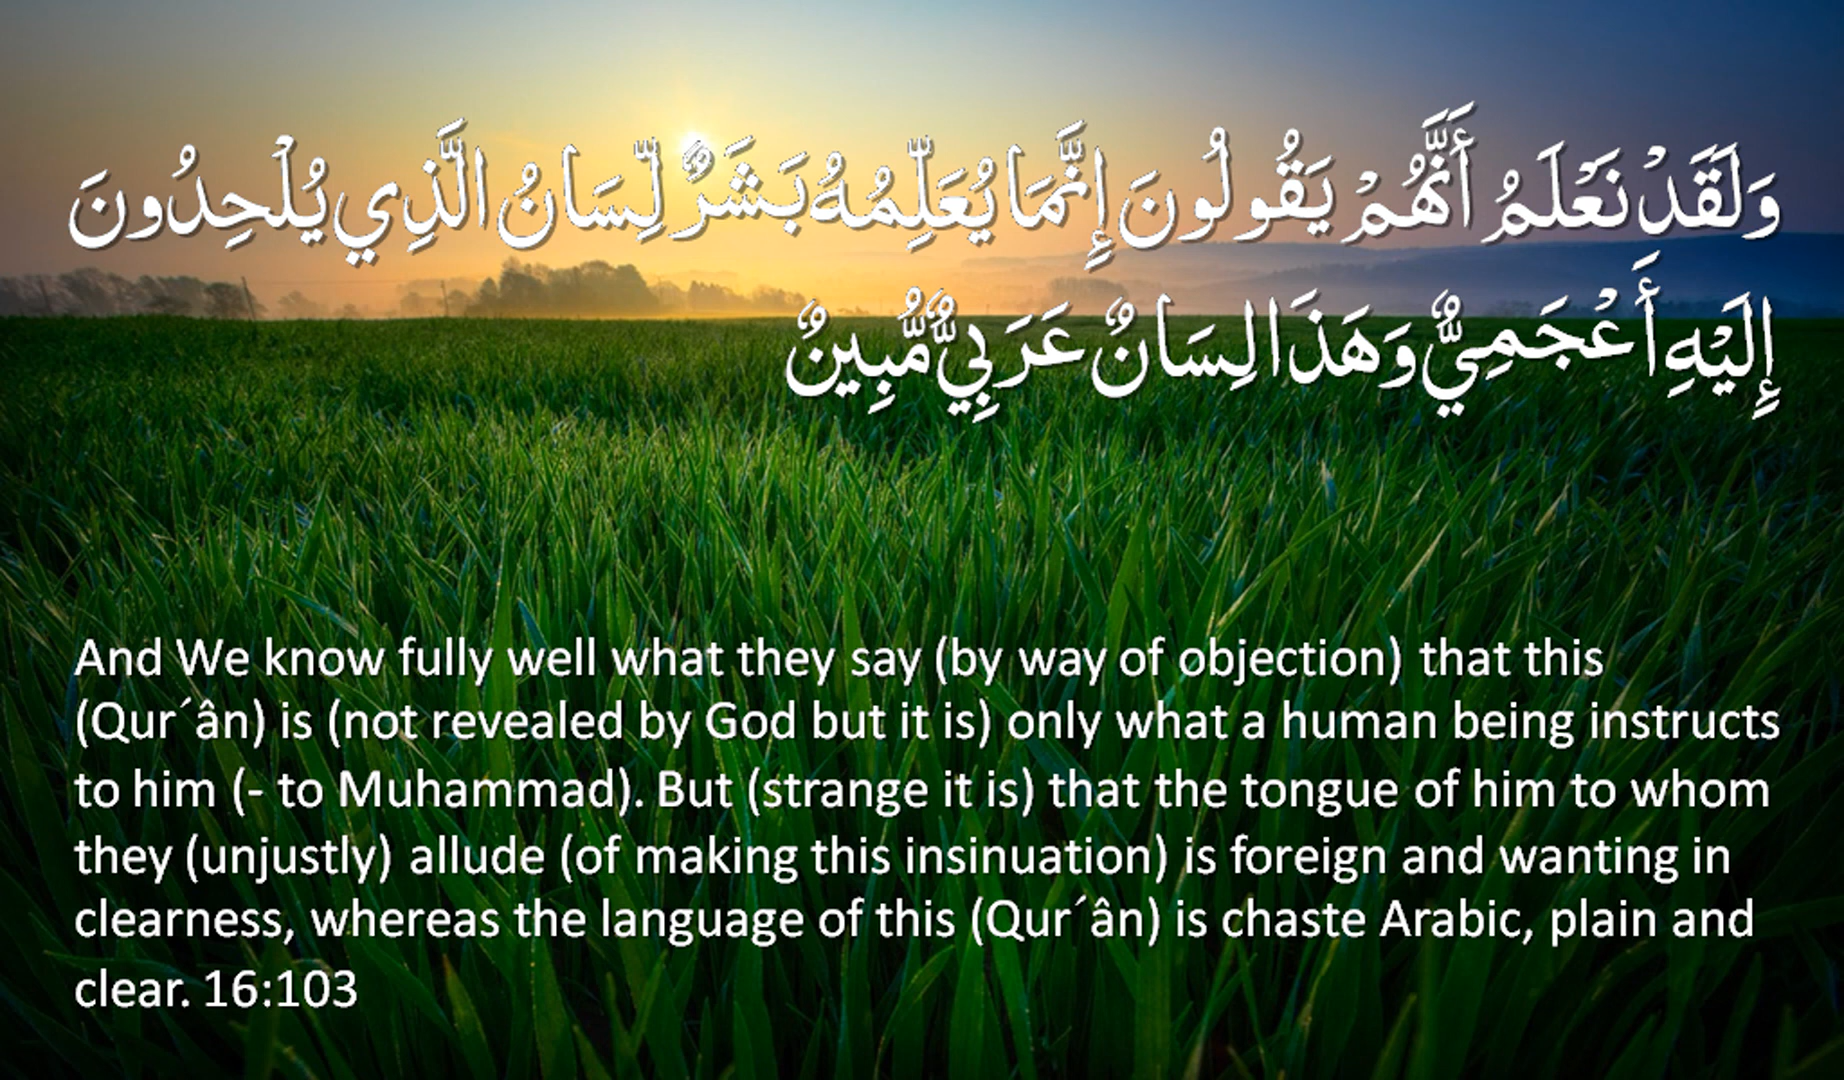 وَلَقَدْ نَعْلَمُ أَنَّهُمْ يَقُولُونَ إِنَّمَا يُعَلِّمُهُ بَشَرٌ لِّسَانُ الَّذِي يُلْحِدُونَ
إِلَيْهِ أَعْجَمِيٌّ وَهَذَا لِسَانٌ عَرَبِيٌّ مُّبِينٌ
And We know fully well what they say (by way of objection) that this
(Qur´ân) is (not revealed by God but it is) only what a human being instructs
to him (- to Muhammad). But (strange it is) that the tongue of him to whom
they (unjustly) allude (of making this insinuation) is foreign and wanting in
clearness, whereas the language of this (Qur´ân) is chaste Arabic, plain and
clear. 16:103